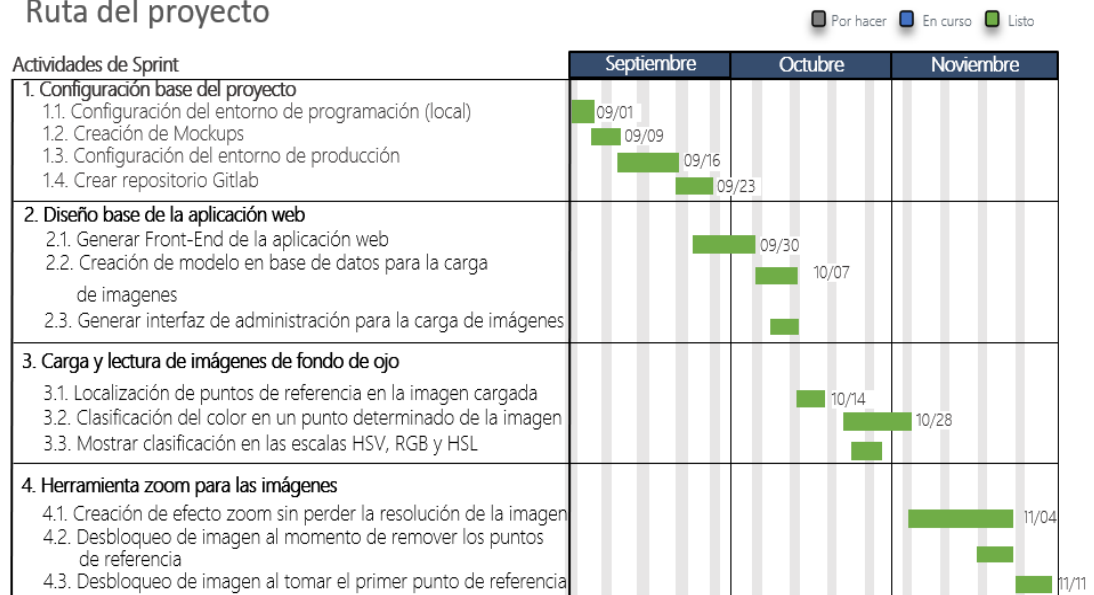 Ruta del proyecto
Por hacer En curso Listo
Actividades de Sprint Septiembre Octubre Noviembre
1. Configuración base del proyecto
1.1. Configuración del entorno de programación (local) 09/01
1.2. Creación de Mockups 09/09
1.3. Configuración del entorno de producción 09/16
1.4. Crear repositorio Gitlab 09/23
2. Diseño base de la aplicación web
2.1. Generar Front-End de la aplicación web 09/30
2.2. Creación de modelo en base de datos para la carga 10/07
de imagenes
2.3. Generar interfaz de administración para la carga de imágenes
3. Carga y lectura de imágenes de fondo de ojo
3.1. Localización de puntos de referencia en la imagen cargada 10/14
3.2. Clasificación del color en un punto determinado de la imagen 10/28
3.3. Mostrar clasificación en las escalas HSV, RGB y HSL
4. Herramienta zoom para las imágenes
4.1. Creación de efecto zoom sin perder la resolución de la imagen 11/04
4.2. Desbloqueo de imagen al momento de remover los puntos
de referencia
4.3. Desbloqueo de imagen al tomar el primer punto de referencia 11/11